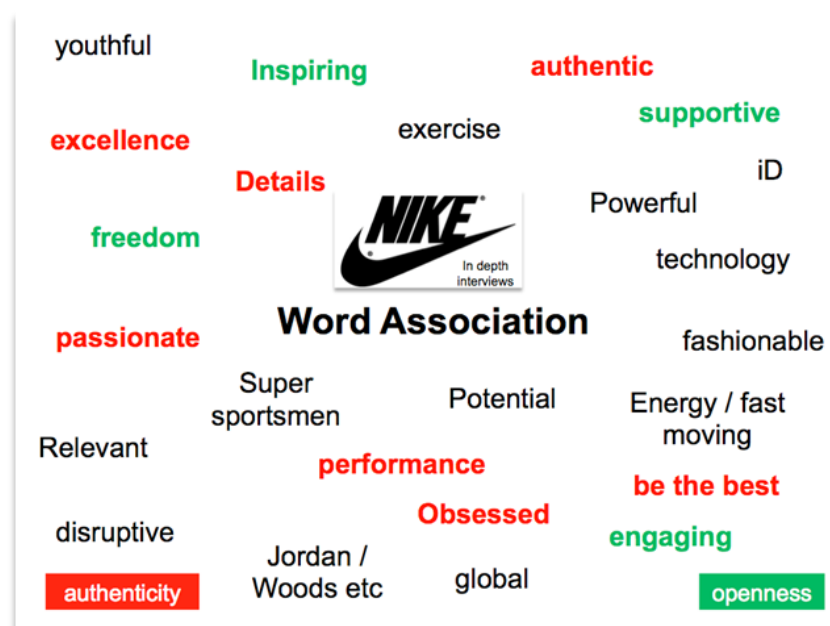 youthful
Inspiring
authentic
supportive
exercise
excellence
iD
Details
Powerful
NIKE
freedom
technology
In depth
interviews
Word Association
passionate
fashionable
Super
sportsmen
Potential
Energy / fast
moving
Relevant
performance
be the best
Obsessed
disruptive
engaging
Jordan /
Woods etc
global
authenticity
openness